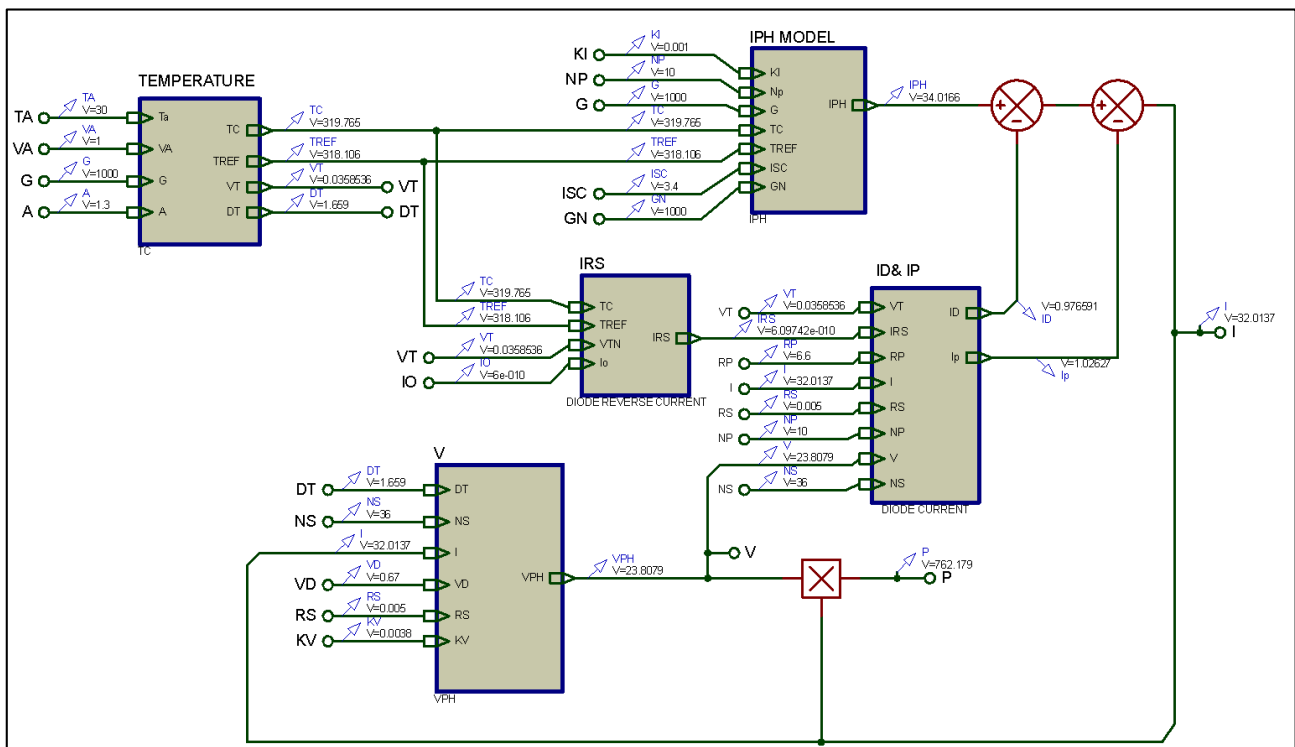 TEMPERATURE
TA
TA
V=30
Ta
VA
VA
V=1
VA
G
G
V=1000
G
A
A
V=1.3
A
TC
TREF
VT
DT
TC
TC
V=319.765
TREF
V=318.106
VT
V=0.0358536
VT
DT
V=1.659
DT
IPH MODEL
KI
KI
V=0.001
KI
NP
NP
V=10
Np
G
G
V=1000
G
TC
V=319.765
TC
TREF
V=318.106
TREF
ISC
ISC
V=3.4
ISC
GN
GN
V=1000
GN
IPH
IPH
IPH
V=34.0166
IRS
TC
V=319.765
TC
TREF
V=318.106
TREF
VT
VT
V=0.0358536
VTN
IO
IO
V=6e-010
Io
IRS
DIODE REVERSE CURRENT
IRS
V=6.09742e-010
ID& IP
VT
VT
V=0.0358536
VT
IRS
RP
RP
V=6.6
RP
I
I
V=32.0137
I
RS
RS
V=0.005
RS
NP
NP
V=10
NP
V
V=23.8079
V
NS
NS
V=36
NS
ID
Ip
DIODE CURRENT
V=0.976591
ID
V=1.02627
Ip
I
V=32.0137
I
V
DT
DT
V=1.659
DT
NS
NS
V=36
NS
I
V=32.0137
I
VD
VD
V=0.67
VD
RS
RS
V=0.005
RS
KV
KV
V=0.0038
KV
VPH
VPH
VPH
V=23.8079
V
P
V=762.179
P